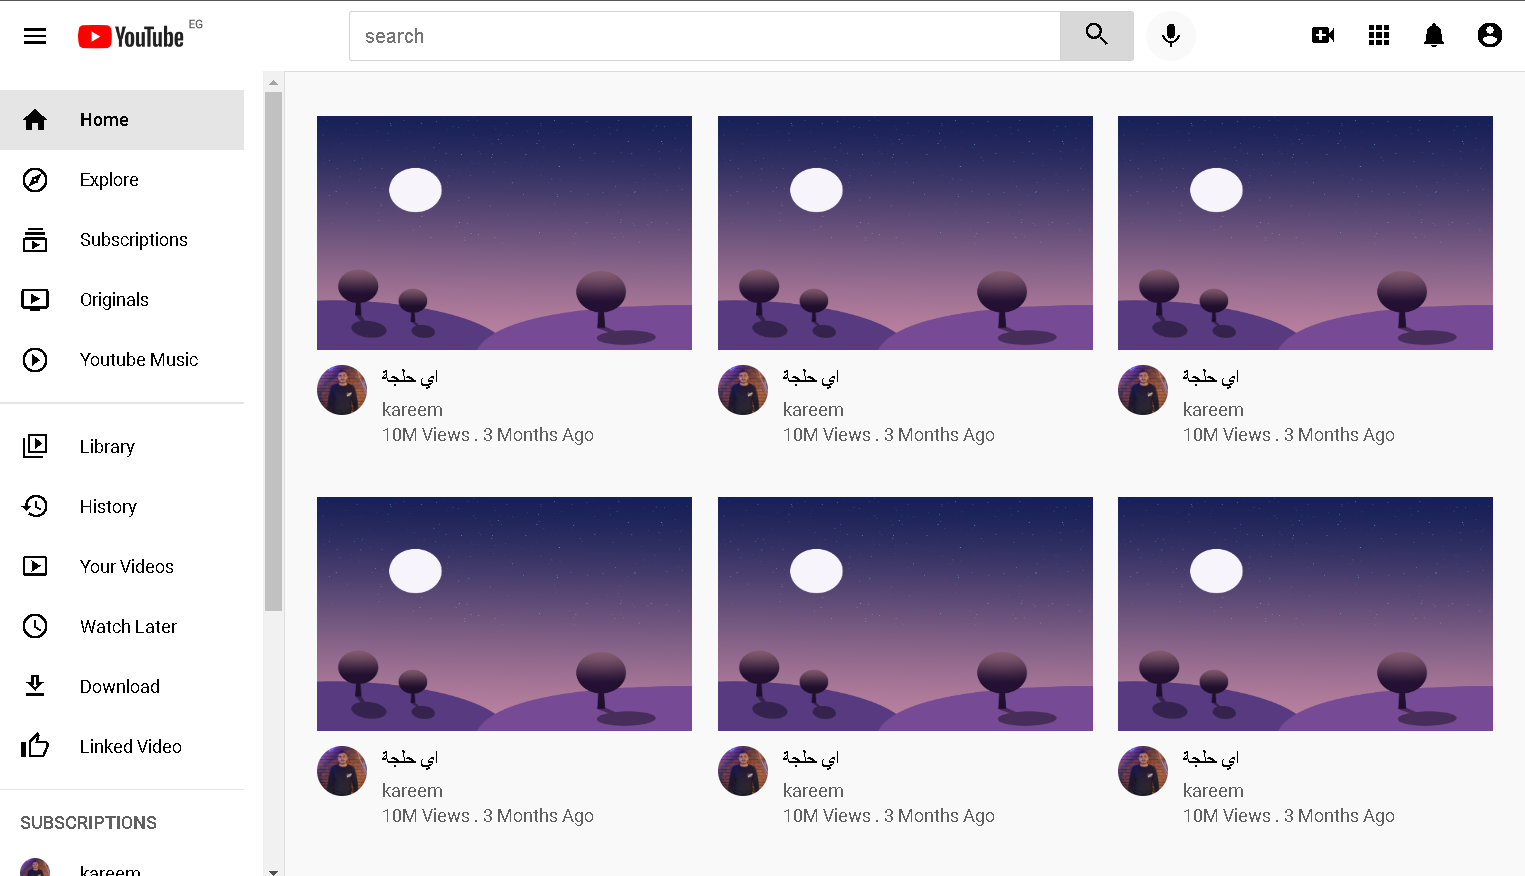 YouTube EG
search
Home
Explore
Subscriptions
Originals
Youtube Music
Library
History
Your Videos
Watch Later
Download
Linked Video
SUBSCRIPTIONS
kareem
اي حلجة
kareem
10M Views . 3 Months Ago
اي حلجة
kareem
10M Views . 3 Months Ago
اي حلجة
kareem
10M Views . 3 Months Ago
اي حلجة
kareem
10M Views . 3 Months Ago
اي حلجة
kareem
10M Views . 3 Months Ago
اي حلجة
kareem
10M Views . 3 Months Ago